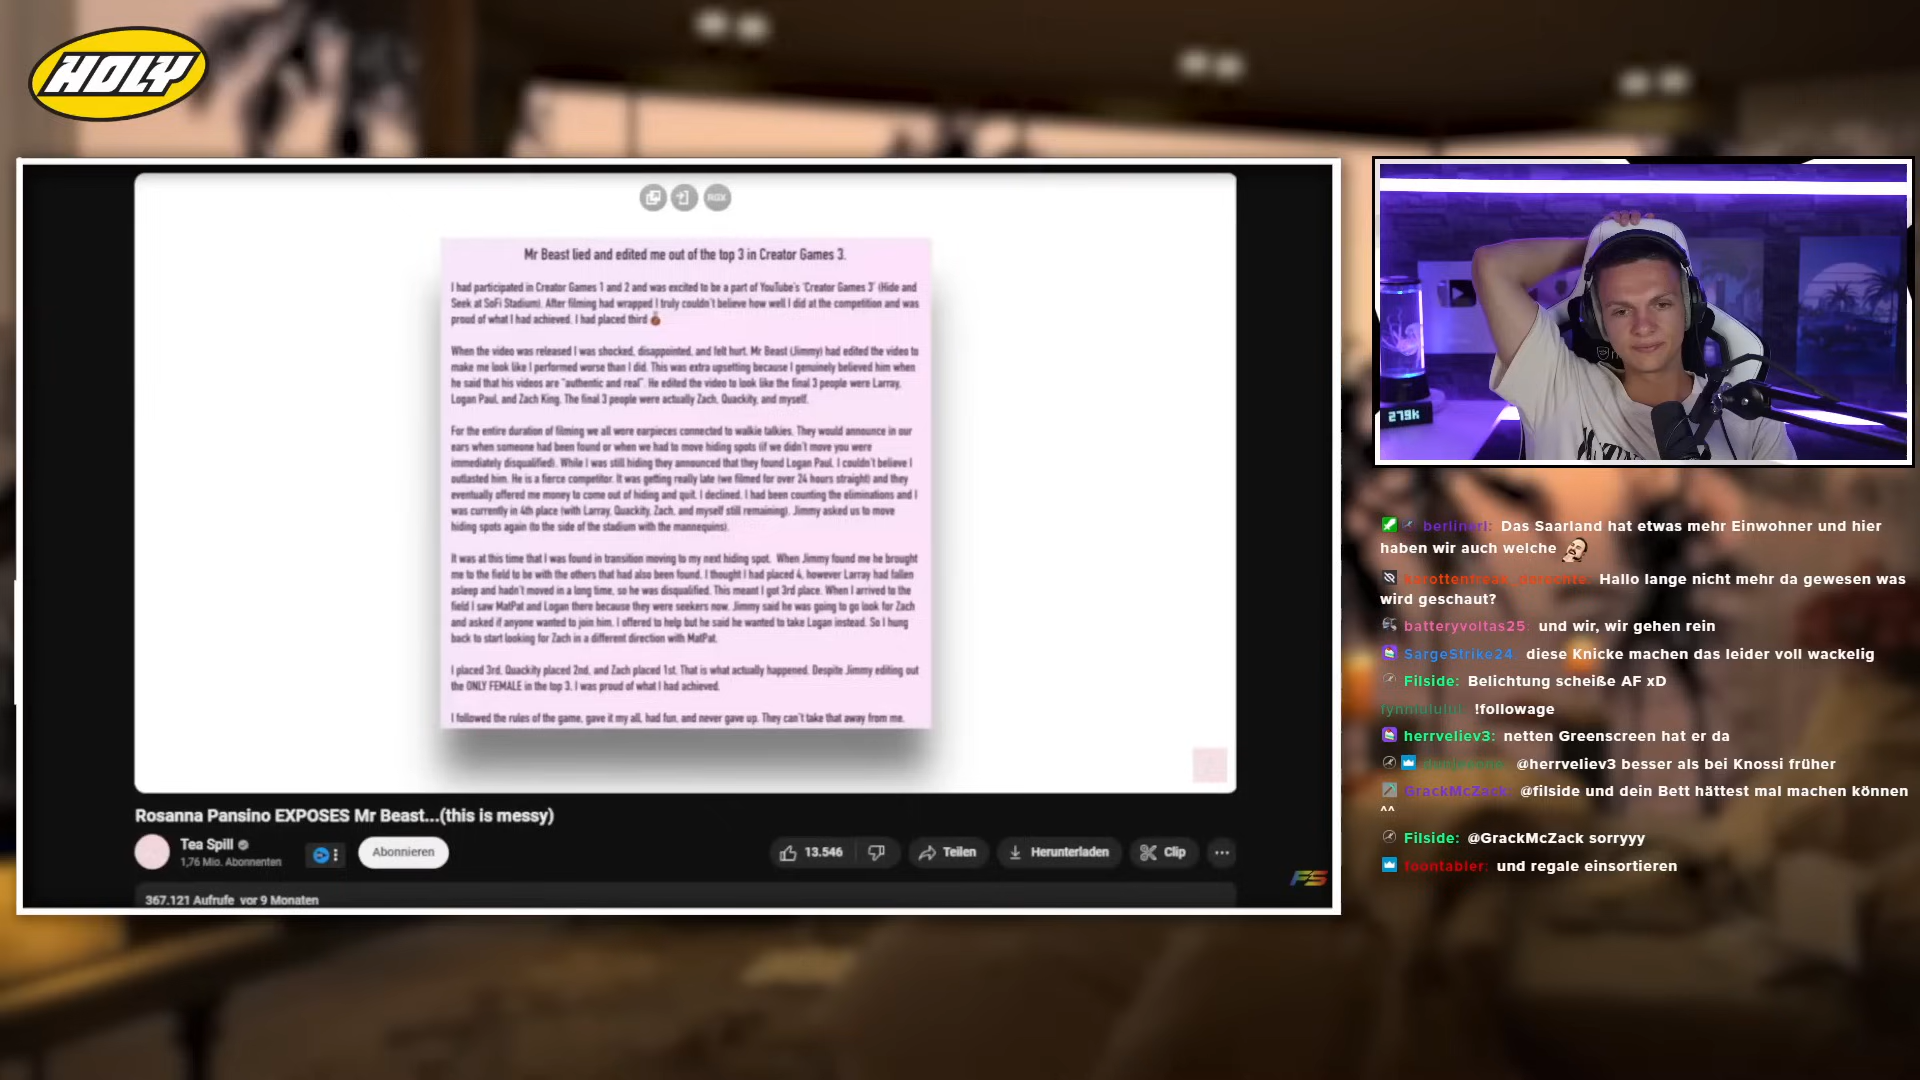 HOLY
RGX
Mr Beast lied and edited me out of the top 3 in Creator Games 3.
I had participated in Creator Games 1 and 2 and was excited to be a part of YouTube's 'Creator Games 3' (Hide and
Seek at SoFi Stadium). After filming had wrapped I truly couldn't believe how well I did at the competition and was
proud of what I had achieved. I had placed third
When the video was released I was shocked, disappointed, and felt hurt. Mr Beast (Jimmy) had edited the video to
make me look like I performed worse than I did. This was extra upsetting because I genuinely believed him when
he said that his videos are "authentic and real". He edited the video to look like the final 3 people were Larray,
Logan Paul, and Zach King. The final 3 people were actually Zach, Quackity, and myself.
For the entire duration of filming we all wore earpieces connected to walkie talkies. They would announce in our
ears when someone had been found or when we had to move hiding spots (if we didn't move you were
immediately disqualified). While I was still hiding they announced that they found Logan Paul. I couldn't believe I
outlasted him. He is a fierce competitor. It was getting really late (we filmed for over 24 hours straight) and they
eventually offered me money to come out of hiding and quit. I declined. I had been counting the eliminations and I
was currently in 4th place (with Larray, Quackity, Zach, and myself still remaining). Jimmy asked us to move
hiding spots again (to the side of the stadium with the mannequins).
It was at this time that I was found in transition moving to my next hiding spot. When Jimmy found me he brought
me to the field to be with the others that had also been found. I thought I had placed 4, however Larray had fallen
asleep and hadn't moved in a long time, so he was disqualified. This meant I got 3rd place. When I arrived to the
field I saw MatPat and Logan there because they were seekers now. Jimmy said he was going to go look for Zach
and asked if anyone wanted to join him. I offered to help but he said he wanted to take Logan instead. So I hung
back to start looking for Zach in a different direction with MatPat.
I placed 3rd, Quackity placed 2nd, and Zach placed 1st. That is what actually happened. Despite Jimmy editing out
the ONLY FEMALE in the top 3, I was proud of what I had achieved.
I followed the rules of the game, gave it my all, had fun, and never gave up. They can't take that away from me.
Rosanna Pansino EXPOSES Mr Beast...(this is messy)
Tea Spill
1,76 Mio. Abonnenten
Abonnieren
13.546
Teilen
Herunterladen
Clip
367.121 Aufrufe vor 9 Monaten
FS
279k
berlinerl: Das Saarland hat etwas mehr Einwohner und hier
haben wir auch welche
Hallo lange nicht mehr da gewesen was
wird geschaut?
batteryvoltas25: und wir, wir gehen rein
SargeStrike24: diese Knicke machen das leider voll wackelig
Filside: Belichtung scheiße AF xD
!followage
herrveliev3: netten Greenscreen hat er da
@herrveliev3 besser als bei Knossi früher
GrackMcZack: @filside und dein Bett hättest mal machen können
^^
Filside: @GrackMcZack sorryyy
foontabler: und regale einsortieren